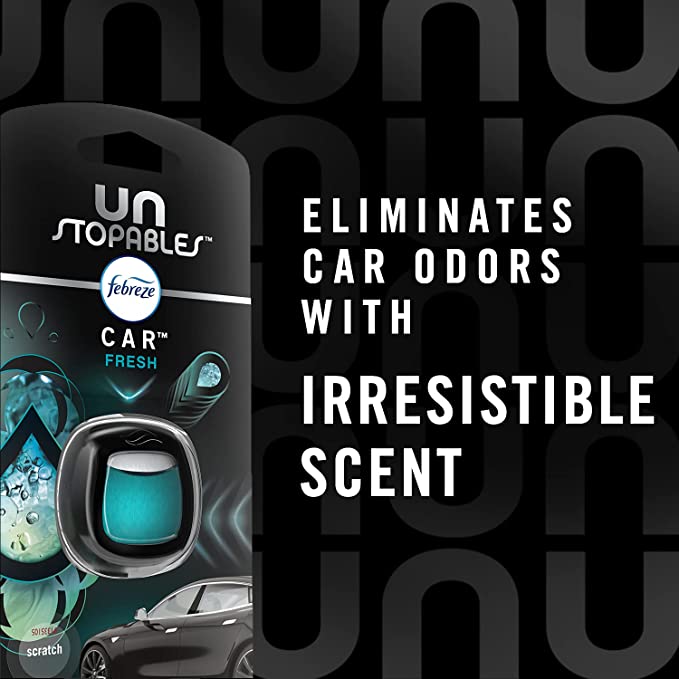 UN
STOPABLES™
febreze
CAR™
FRESH
scratch
ELIMINATES
CAR ODORS
WITH
IRRESISTIBLE
SCENT